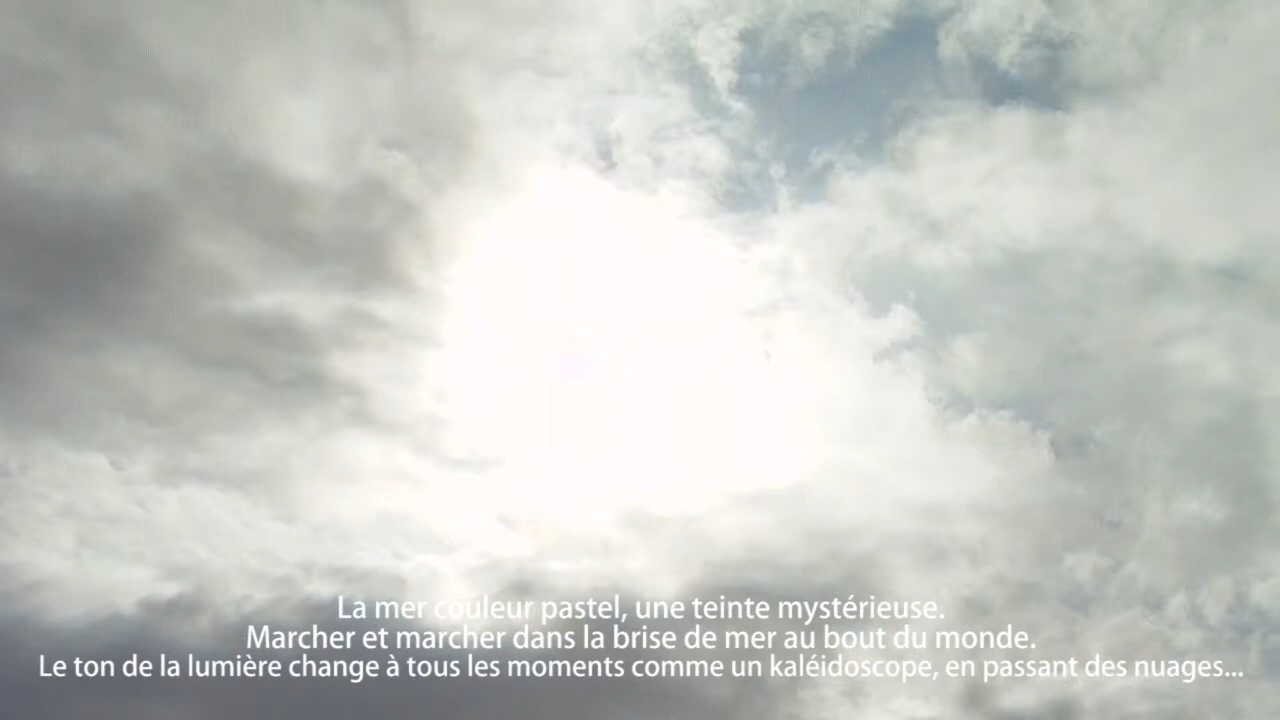 La mer couleur pastel, une teinte mystérieuse.
Marcher et marcher dans la brise de mer au bout du monde.
Le ton de la lumière change à tous les moments comme un kaléidoscope, en passant des nuages...